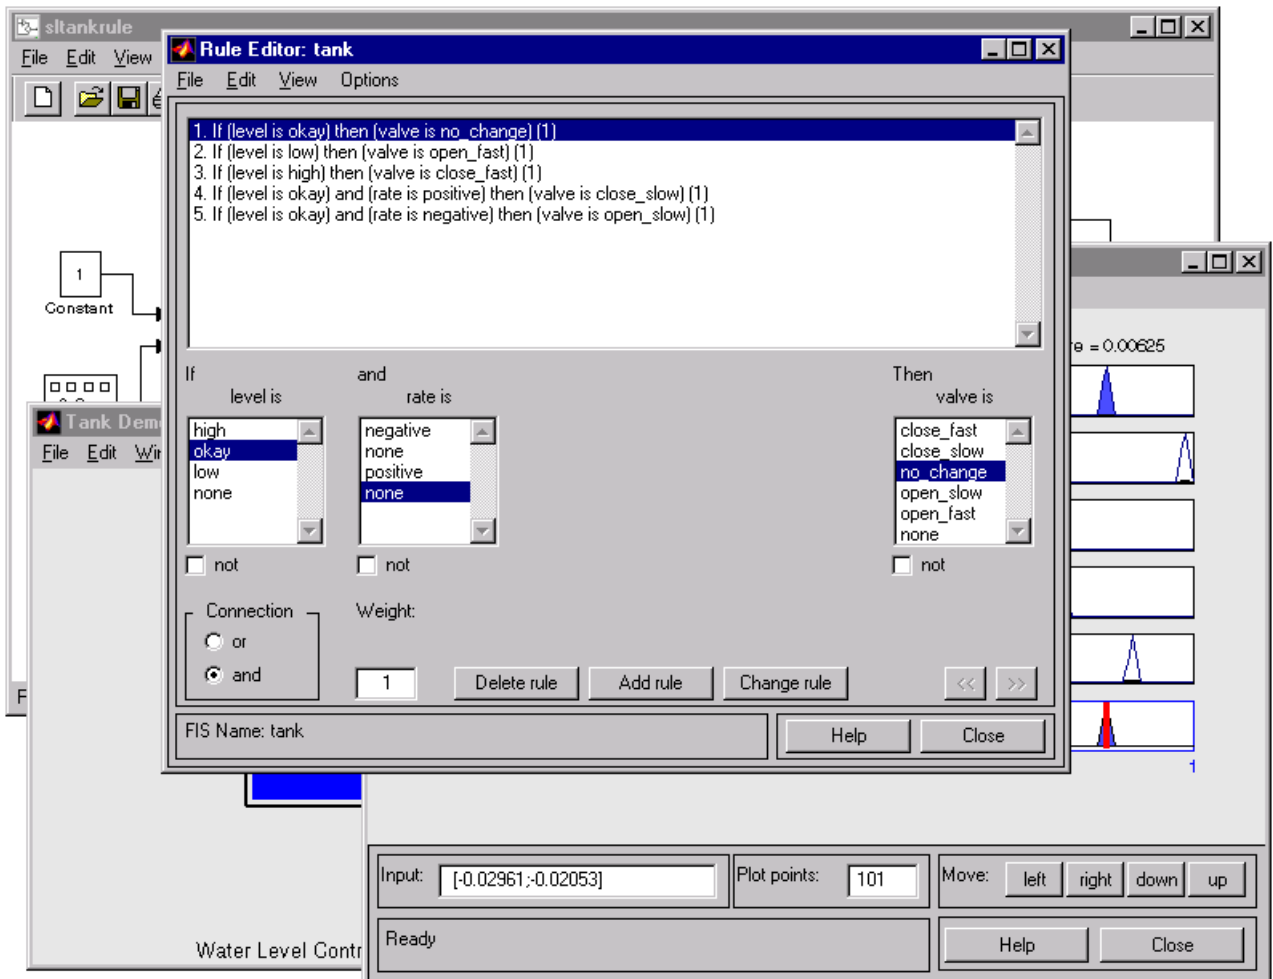 sltankrule
File Edit View
Rule Editor: tank
File Edit View Options
1. If (level is okay) then (valve is no_change) (1)
2. If (level is low) then (valve is open_fast) (1)
3. If (level is high) then (valve is close_fast) (1)
4. If (level is okay) and (rate is positive) then (valve is close_slow) (1)
5. If (level is okay) and (rate is negative) then (valve is open_slow) (1)
1
Constant
= 0.00625
If and Then
level is rate is valve is
high
okay
low
none
negative
none
positive
none
close_fast
close_slow
no_change
open_slow
open_fast
none
not not not
Connection
or
and
Weight:
1
Delete rule Add rule Change rule << >>
FIS Name: tank
Help Close
Tank Dem
File Edit
1
Input: [-0.02961;-0.02053] Plot points: 101 Move: left right down up
Ready
Help Close
Water Level Contr